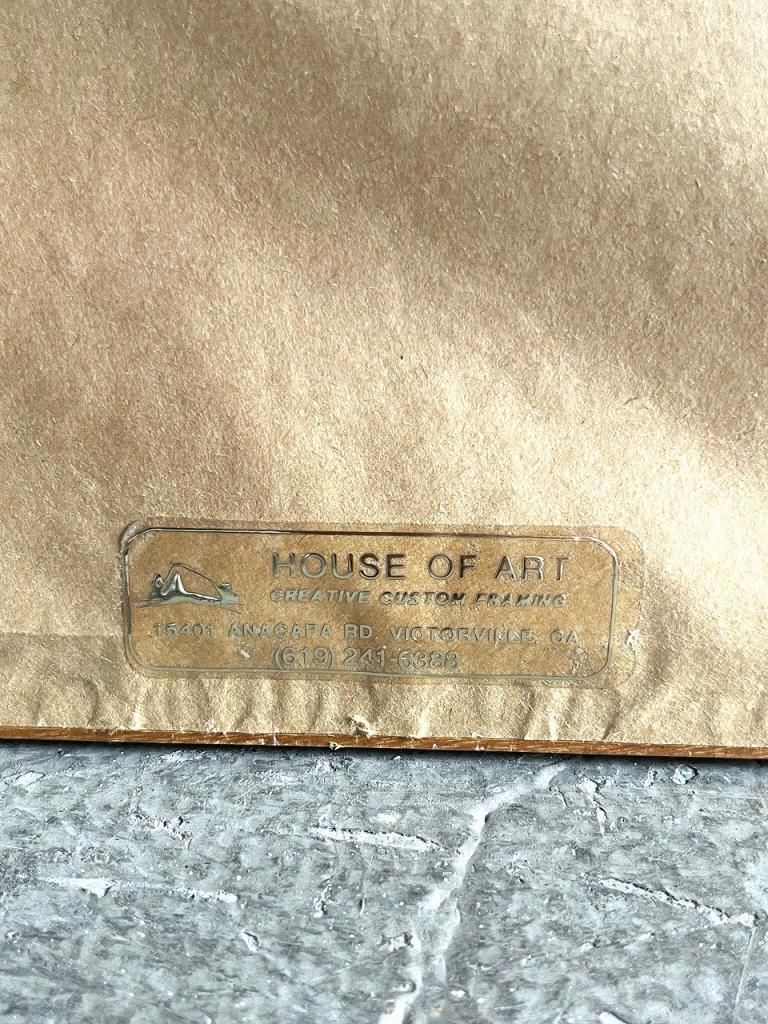 HOUSE OF ART
CREATIVE CUSTOM FRAMING
15401 ANACAPA RD. VICTORVILLE, CA
(619) 241-6388